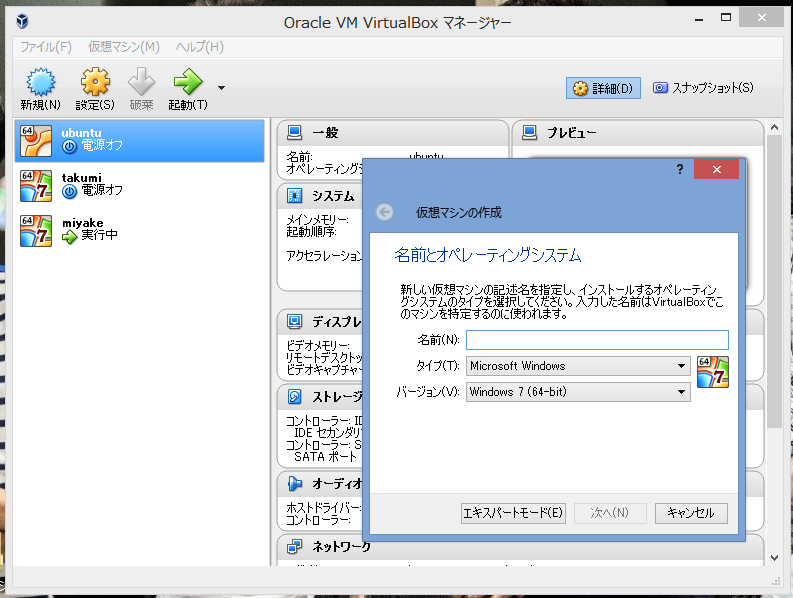 Oracle VM VirtualBox マネージャー
ファイル(F) 仮想マシン(M) ヘルプ(H)
新規(N) 設定(S) 破棄 起動(T)
詳細(D) スナップショット(S)
64 ubuntu
電源オフ
64 takumi
電源オフ
64 miyake
実行中
一般
名前: ubuntu
オペレーティングシ
システム
メインメモリー:
起動順序:
アクセラレーション
ディスプレ
ビデオメモリー:
リモートデスクトッ
ビデオキャプチャー
ストレージ
コントローラー: ID
IDE セカンダリ
コントローラー: S
SATA ポート
オーディオ
ホストドライバー:
コントローラー:
ネットワーク
プレビュー
?
仮想マシンの作成
名前とオペレーティングシステム
新しい仮想マシンの記述名を指定し、インストールするオペレーティン
グシステムのタイプを選択してください。入力した名前はVirtualBoxでこ
のマシンを特定するのに使われます。
名前(N):
タイプ(T): Microsoft Windows
64
バージョン(V): Windows 7 (64-bit)
エキスパートモード(E) 次へ(N) キャンセル